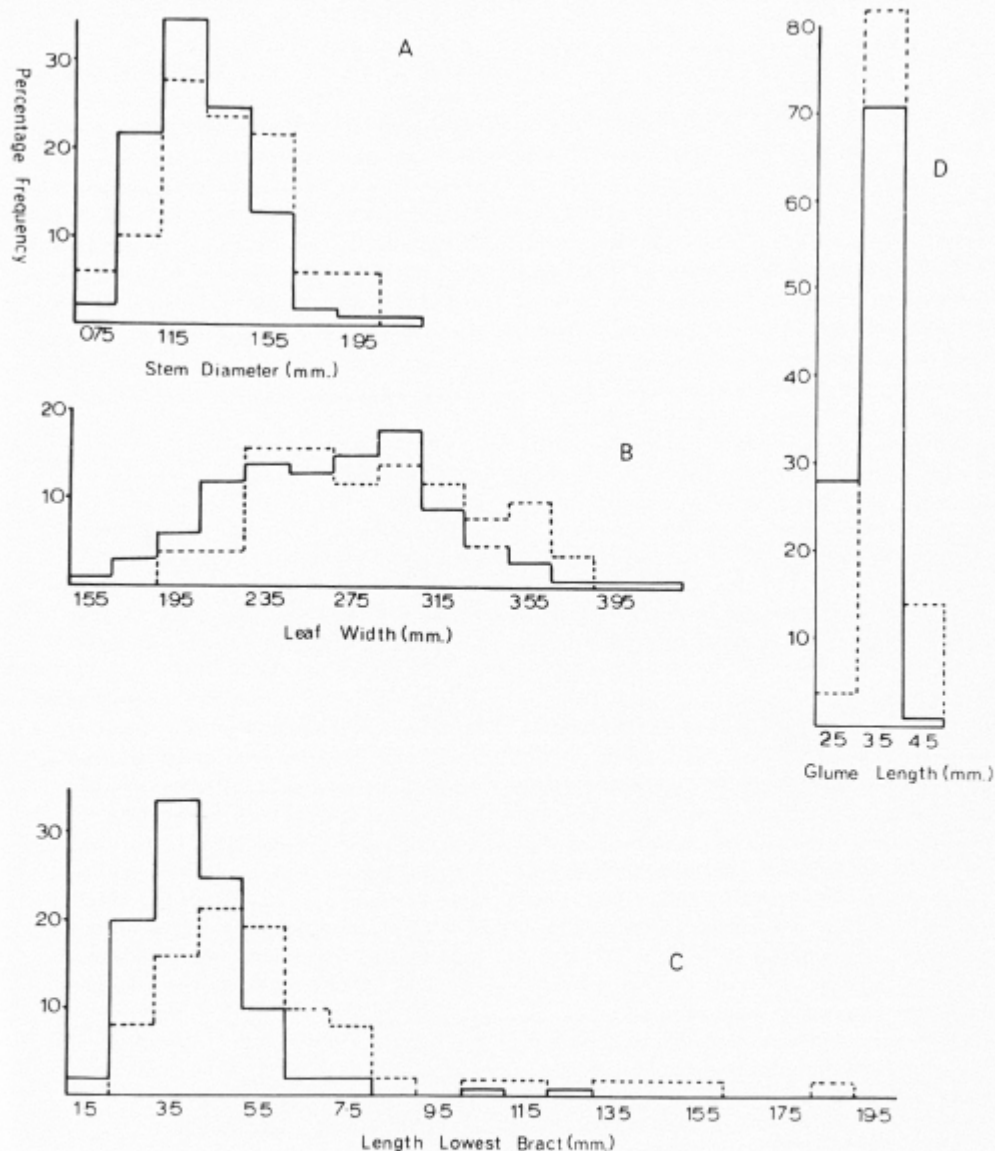 A
Percentage Frequency
30
20
10
075 115 155 195
Stem Diameter (mm.)
B
20
10
155 195 235 275 315 355 395
Leaf Width (mm.)
D
80
70
60
50
40
30
20
10
25 35 45
Glume Length (mm.)
C
30
20
10
15 35 55 75 95 115 135 155 175 195
Length Lowest Bract (mm.)